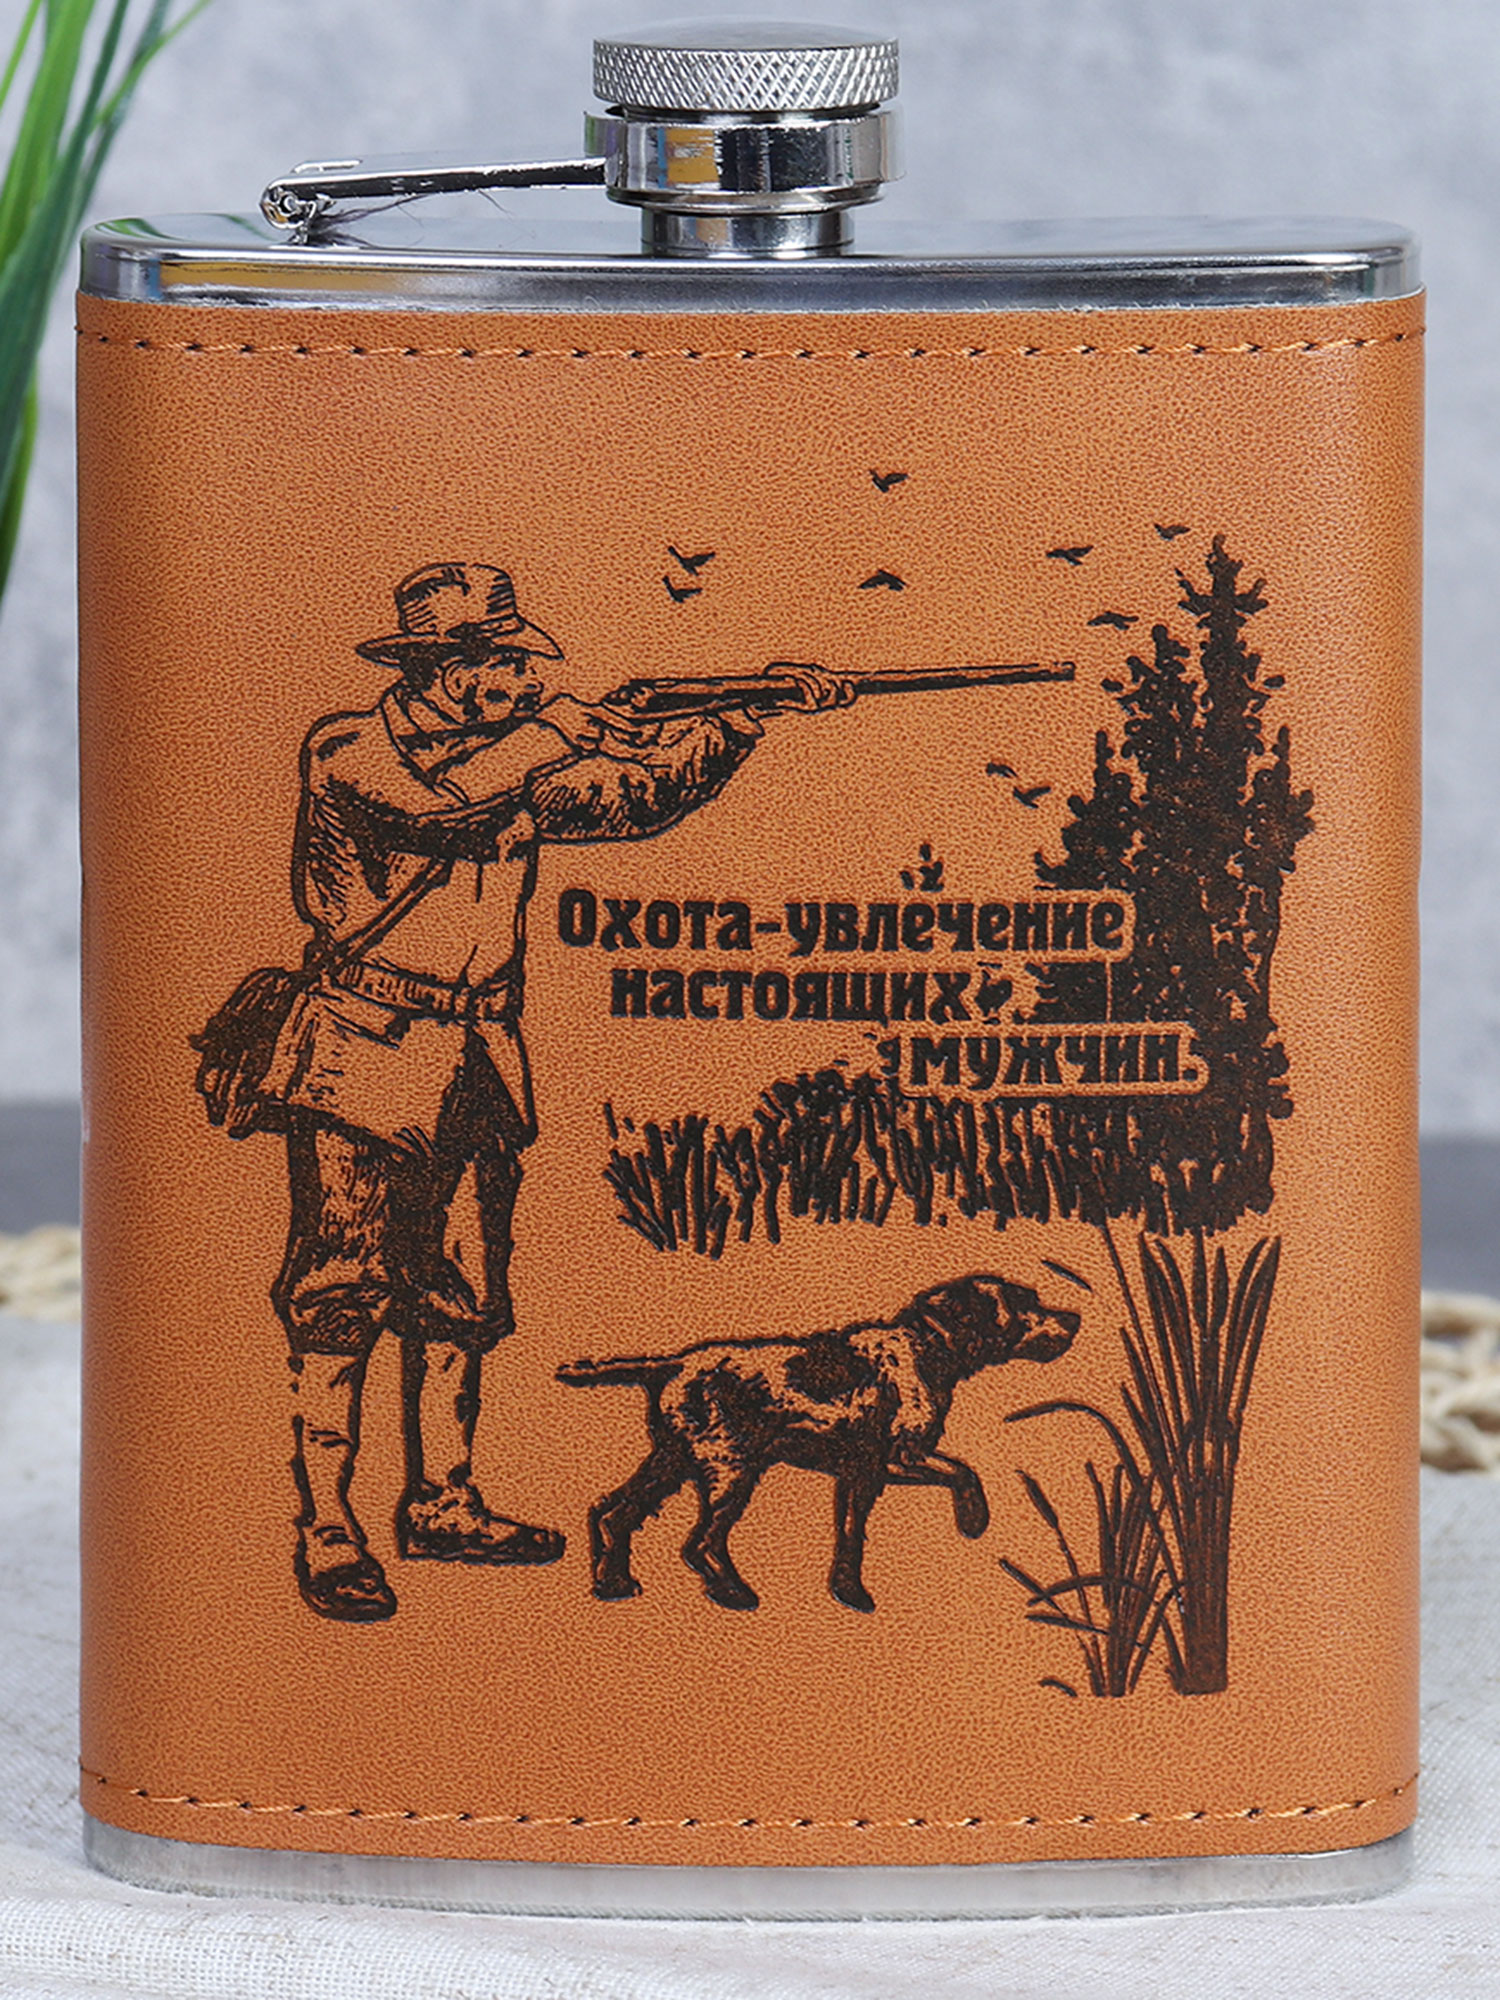 Охота-увлечение
настоящих
мужчин.